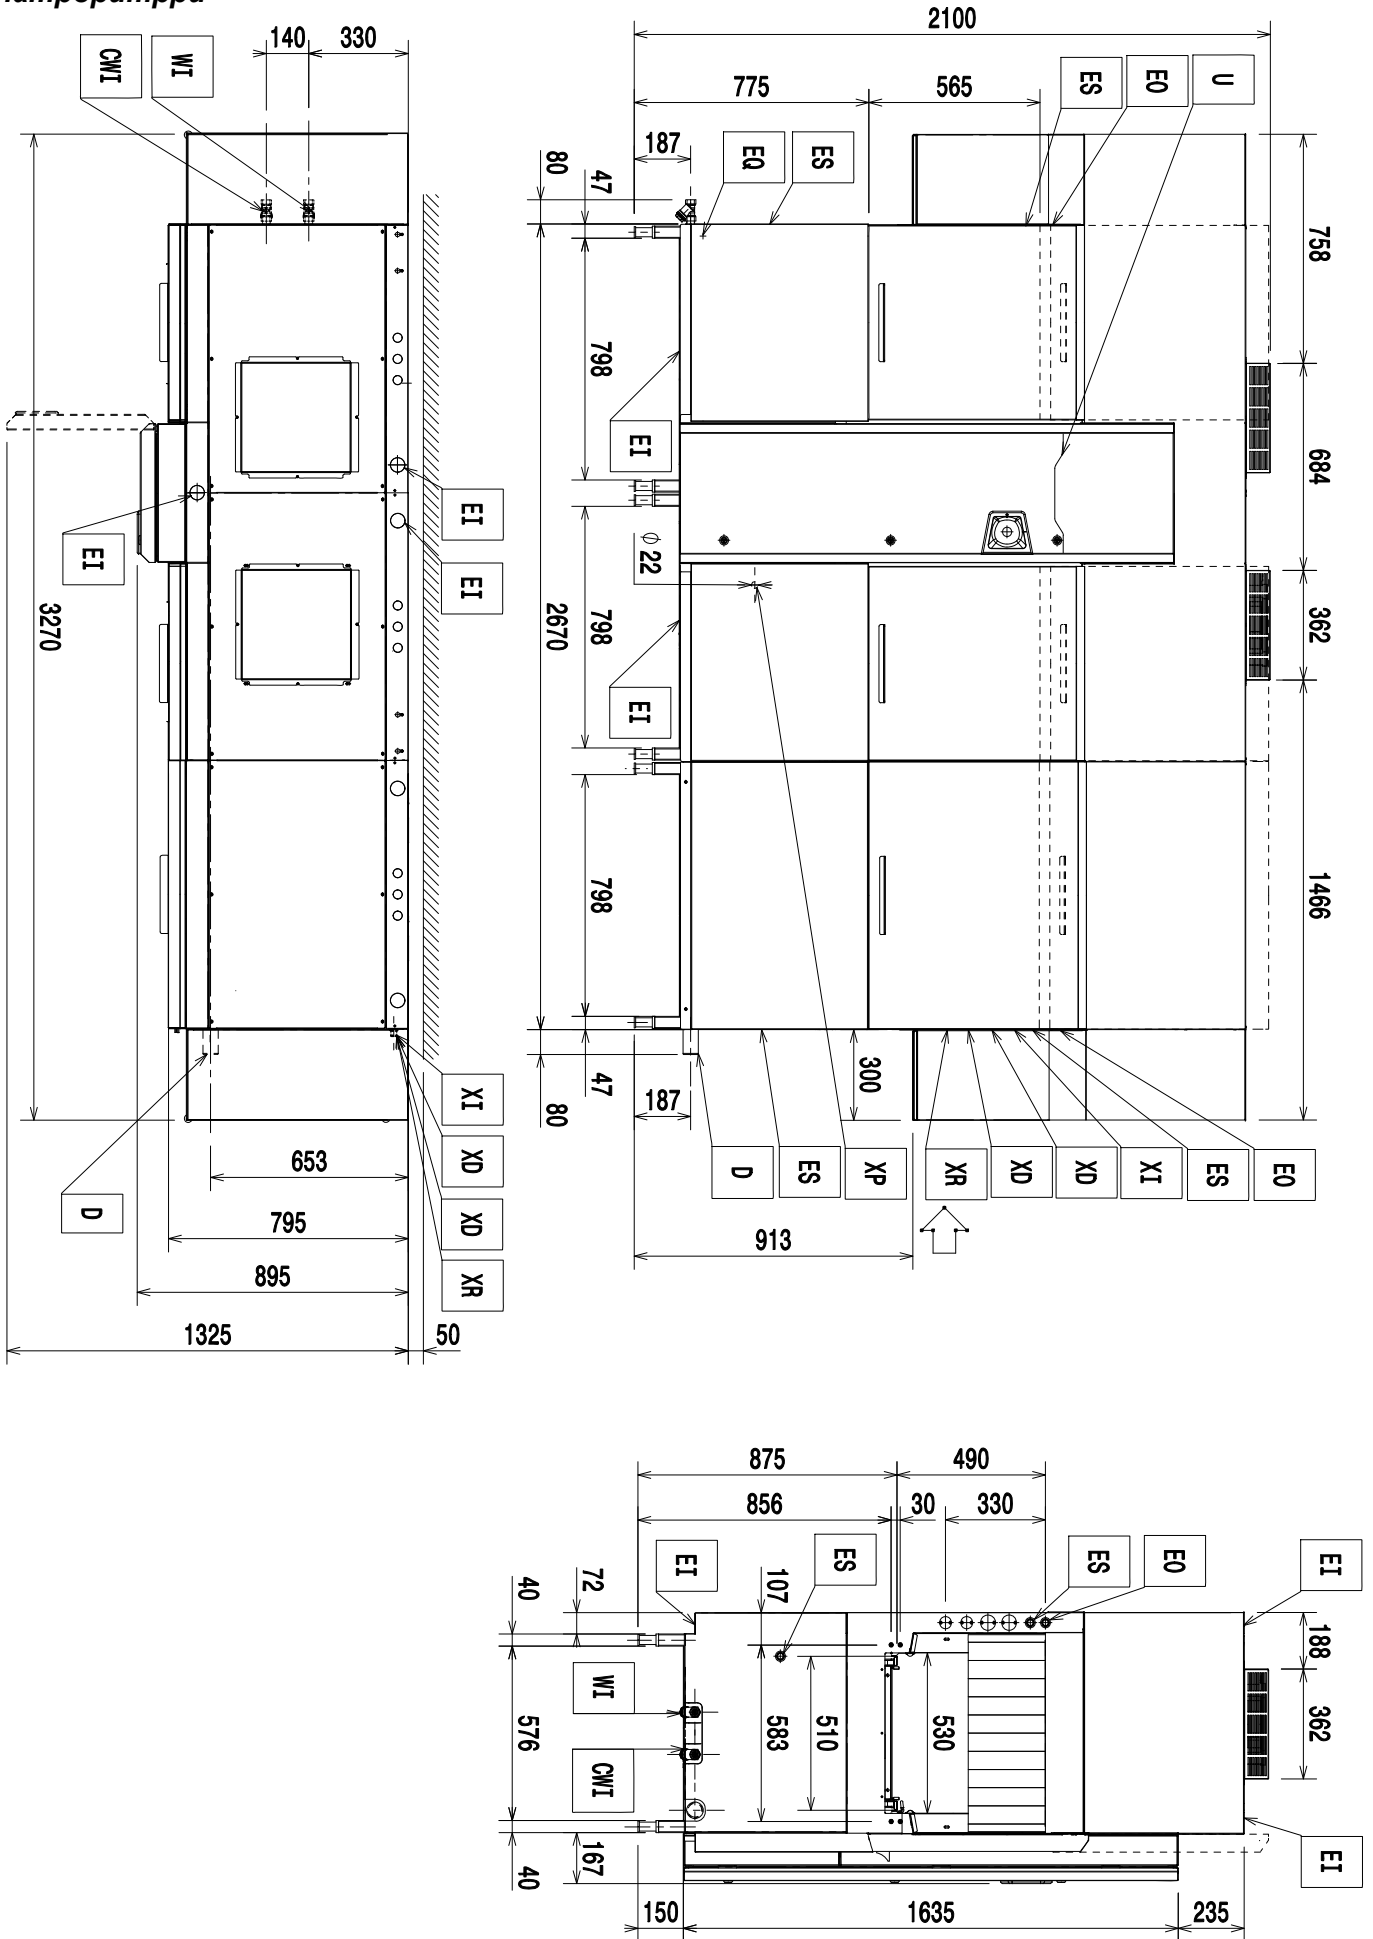 lämpöpumppu
140
330
CWI
WI
3270
EI
EI
EI
XI
XD
XD
XR
D
653
795
895
1325
50
2100
775
565
ES
EO
U
187
80
47
EQ
ES
758
798
684
EI
Ø 22
2670
798
362
EI
798
1466
300
47
80
187
D
ES
XP
XR
XD
XD
XI
ES
EO
913
875
490
856
30
330
ES
EI
ES
EO
EI
40
72
107
188
WI
576
583
510
530
362
CWI
40
167
EI
150
1635
235